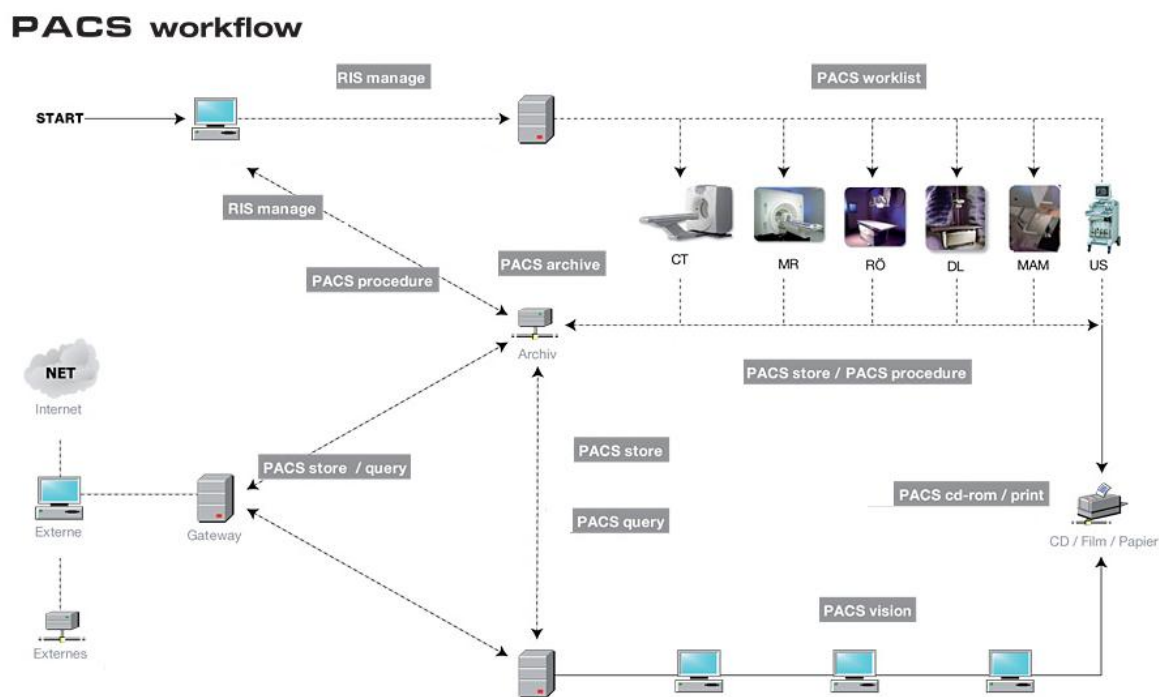 PACS workflow
RIS manage
PACS worklist
START
RIS manage
CT
MR
RÖ
DL
MAM
US
PACS archive
PACS procedure
Archiv
NET
Internet
PACS store / PACS procedure
PACS store
PACS store / query
PACS cd-rom / print
PACS query
Externe
Gateway
CD / Film / Papier
PACS vision
Externes